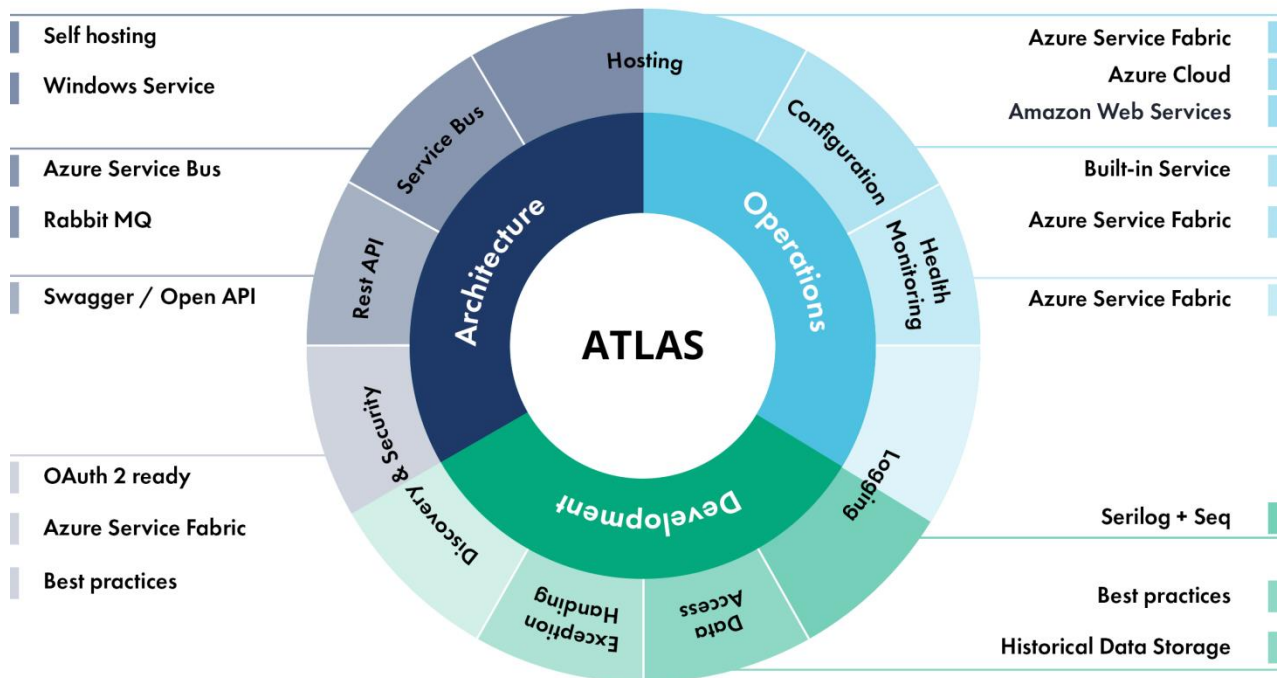 Self hosting
Windows Service
Azure Service Bus
Rabbit MQ
Swagger / Open API
OAuth 2 ready
Azure Service Fabric
Best practices
Hosting
Service Bus
Configuration
Rest API
Health
Monitoring
Architecture
Operations
ATLAS
Discovery & Security
Logging
Development
Exception
Handing
Data
Access
Azure Service Fabric
Azure Cloud
Amazon Web Services
Built-in Service
Azure Service Fabric
Azure Service Fabric
Serilog + Seq
Best practices
Historical Data Storage